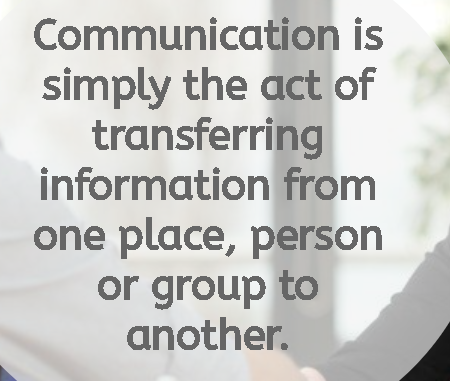 Communication is
simply the act of
transferring
information from
one place, person
or group to
another.